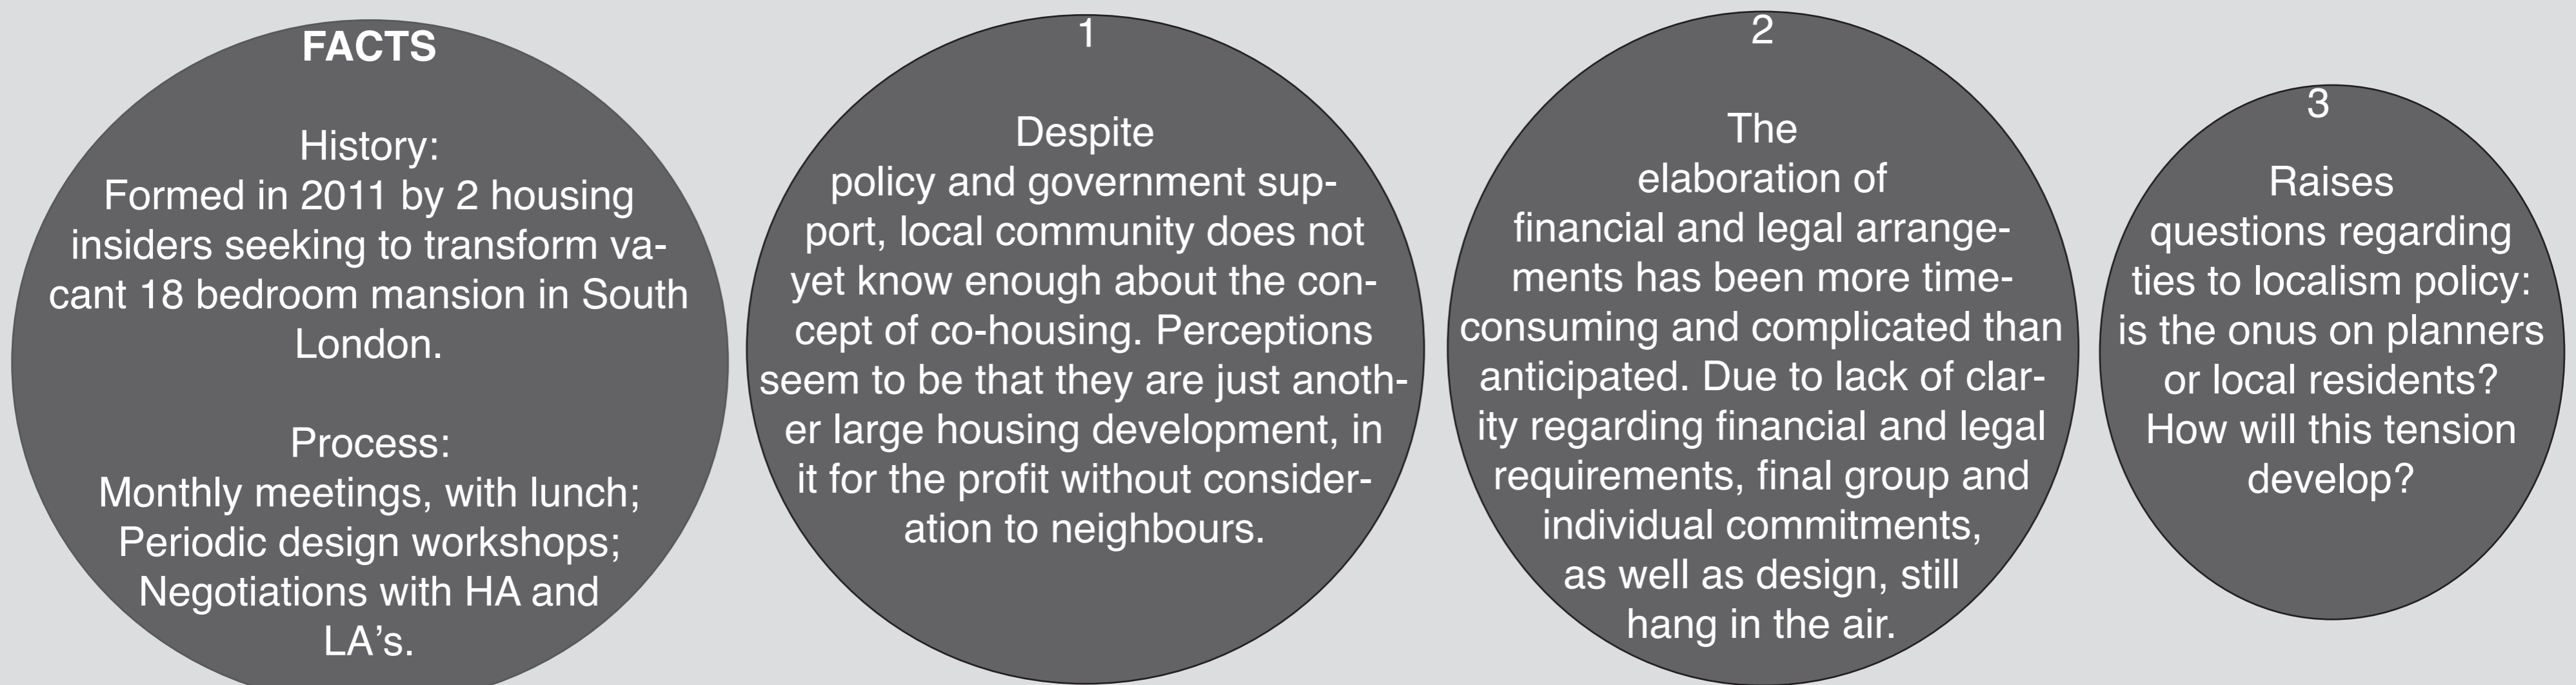 FACTS
History:
Formed in 2011 by 2 housing
insiders seeking to transform va-
cant 18 bedroom mansion in South
London.
Process:
Monthly meetings, with lunch;
Periodic design workshops;
Negotiations with HA and
LA’s.
1
Despite
policy and government sup-
port, local community does not
yet know enough about the con-
cept of co-housing. Perceptions
seem to be that they are just anoth-
er large housing development, in
it for the profit without consider-
ation to neighbours.
2
The
elaboration of
financial and legal arrange-
ments has been more time-
consuming and complicated than
anticipated. Due to lack of clar-
ity regarding financial and legal
requirements, final group and
individual commitments,
as well as design, still
hang in the air.
3
Raises
questions regarding
ties to localism policy:
is the onus on planners
or local residents?
How will this tension
develop?